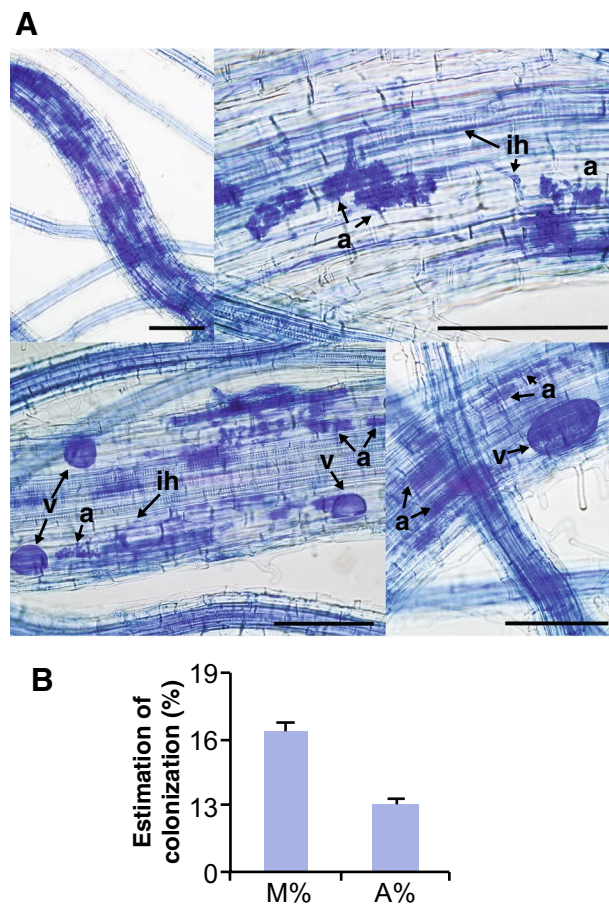 A
ih
a
a
a
v
v
ih
a
a
v
a
B
Estimation of
colonization (%)
19
16
13
0
M%
A%